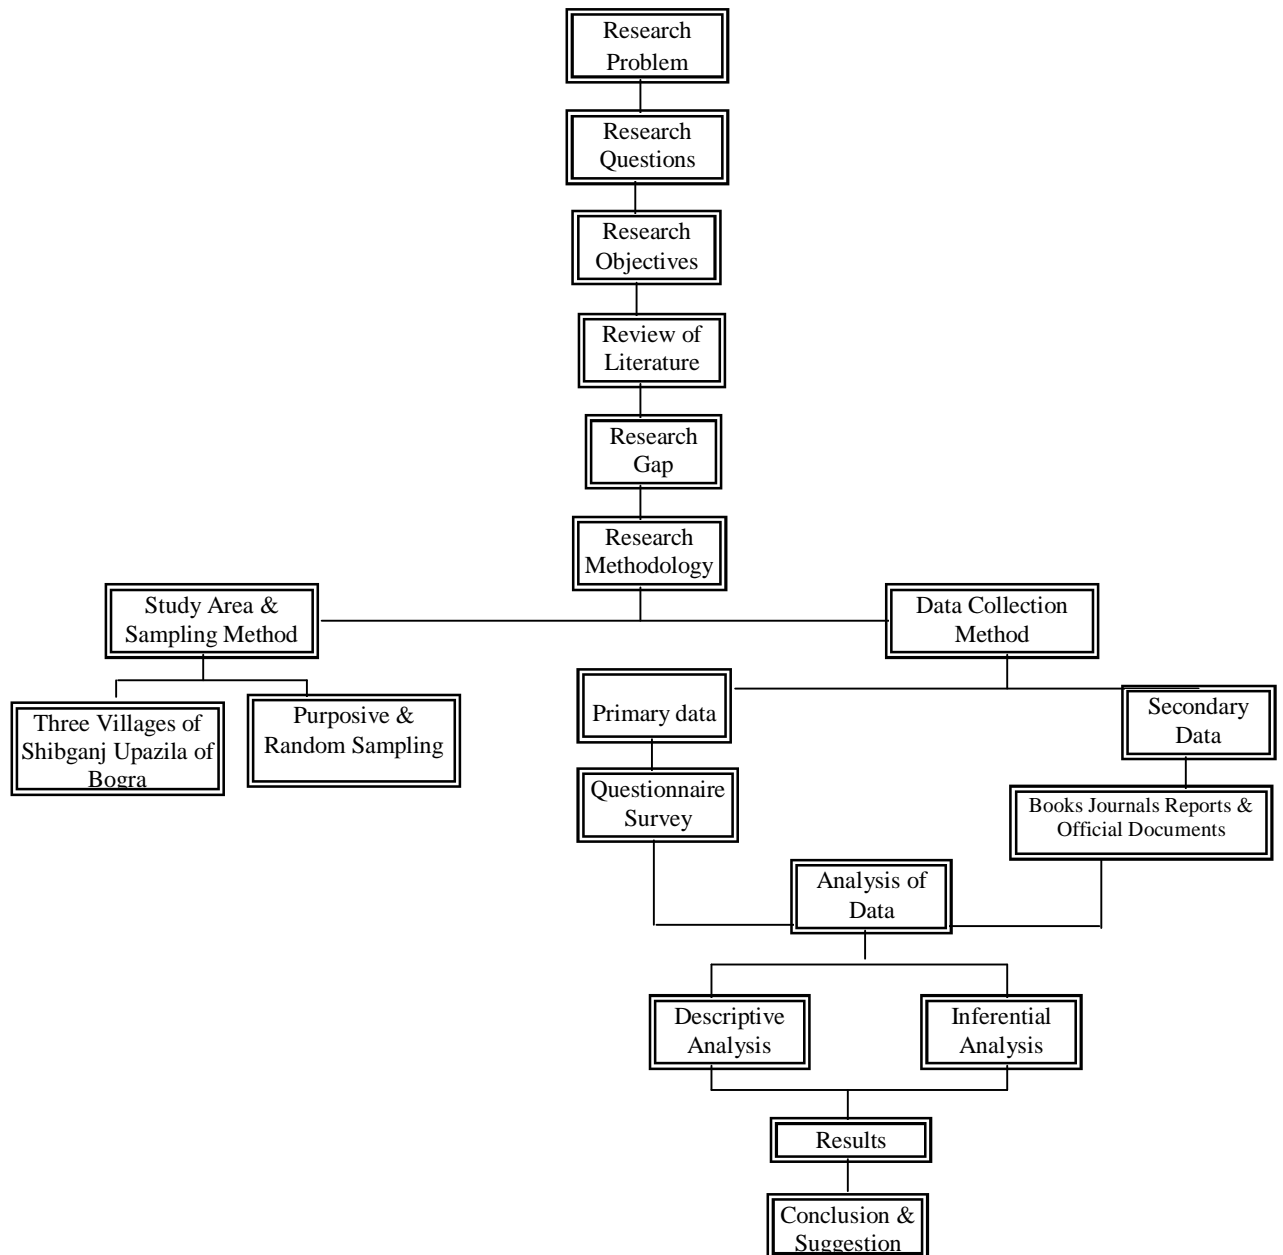 Research
Problem
Research
Questions
Research
Objectives
Review of
Literature
Research
Gap
Research
Methodology
Study Area &
Sampling Method
Data Collection
Method
Three Villages of
Shibganj Upazila of
Bogra
Purposive &
Random Sampling
Primary data
Secondary
Data
Questionnaire
Survey
Books Journals Reports &
Official Documents
Analysis of
Data
Descriptive
Analysis
Inferential
Analysis
Results
Conclusion &
Suggestion